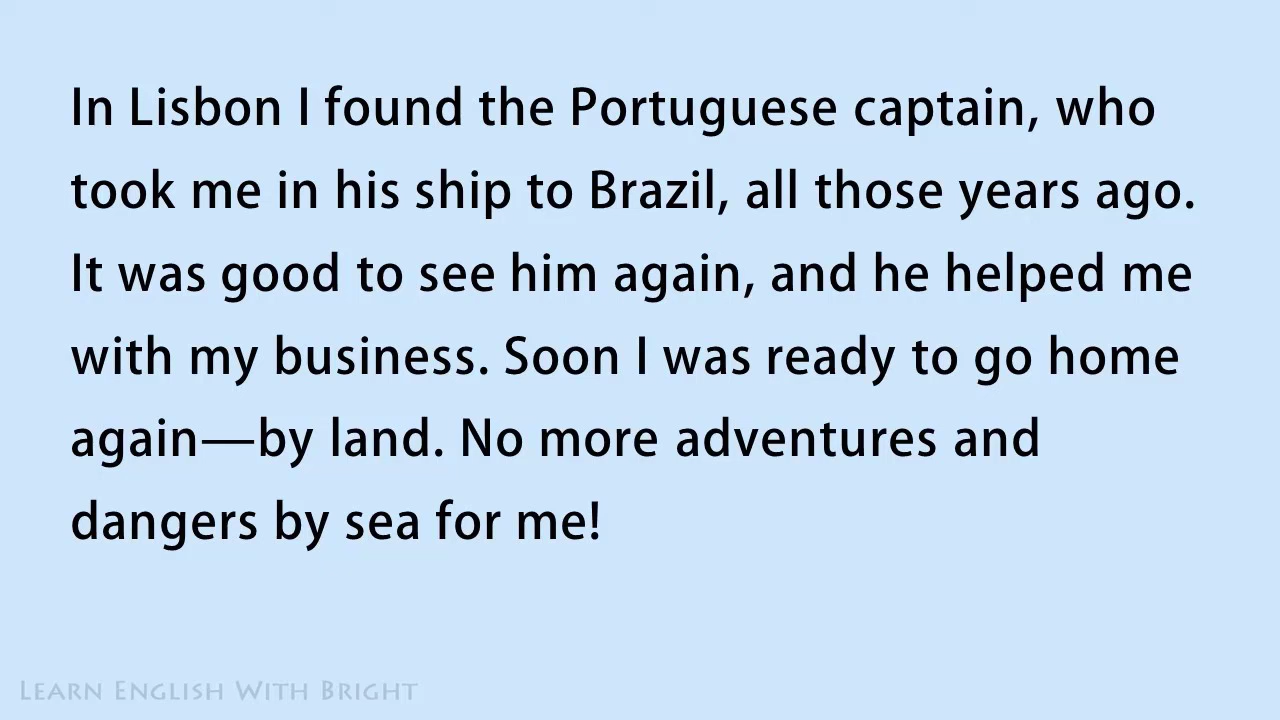 In Lisbon I found the Portuguese captain, who
took me in his ship to Brazil, all those years ago.
It was good to see him again, and he helped me
with my business. Soon I was ready to go home
again—by land. No more adventures and
dangers by sea for me!
Learn English With Bright